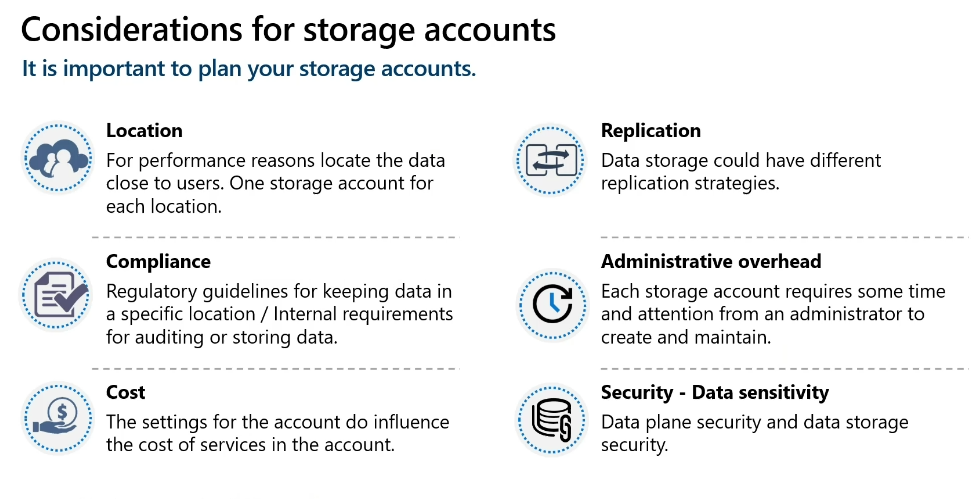 Considerations for storage accounts
It is important to plan your storage accounts.
Location
For performance reasons locate the data
close to users. One storage account for
each location.
Replication
Data storage could have different
replication strategies.
Compliance
Regulatory guidelines for keeping data in
a specific location / Internal requirements
for auditing or storing data.
Administrative overhead
Each storage account requires some time
and attention from an administrator to
create and maintain.
$
Cost
The settings for the account do influence
the cost of services in the account.
Security - Data sensitivity
Data plane security and data storage
security.